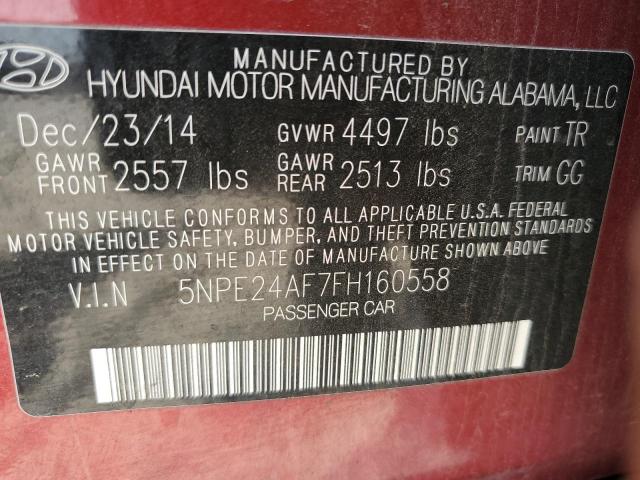 MANUFACTURED BY
HYUNDAI MOTOR MANUFACTURING ALABAMA, LLC
Dec/23/14 GVWR 4497 lbs PAINT TR
GAWR FRONT 2557 lbs GAWR REAR 2513 lbs TRIM GG
THIS VEHICLE CONFORMS TO ALL APPLICABLE U.S.A. FEDERAL
MOTOR VEHICLE SAFETY, BUMPER, AND THEFT PREVENTION STANDARDS
IN EFFECT ON THE DATE OF MANUFACTURE SHOWN ABOVE
V.I.N 5NPE24AF7FH160558
PASSENGER CAR